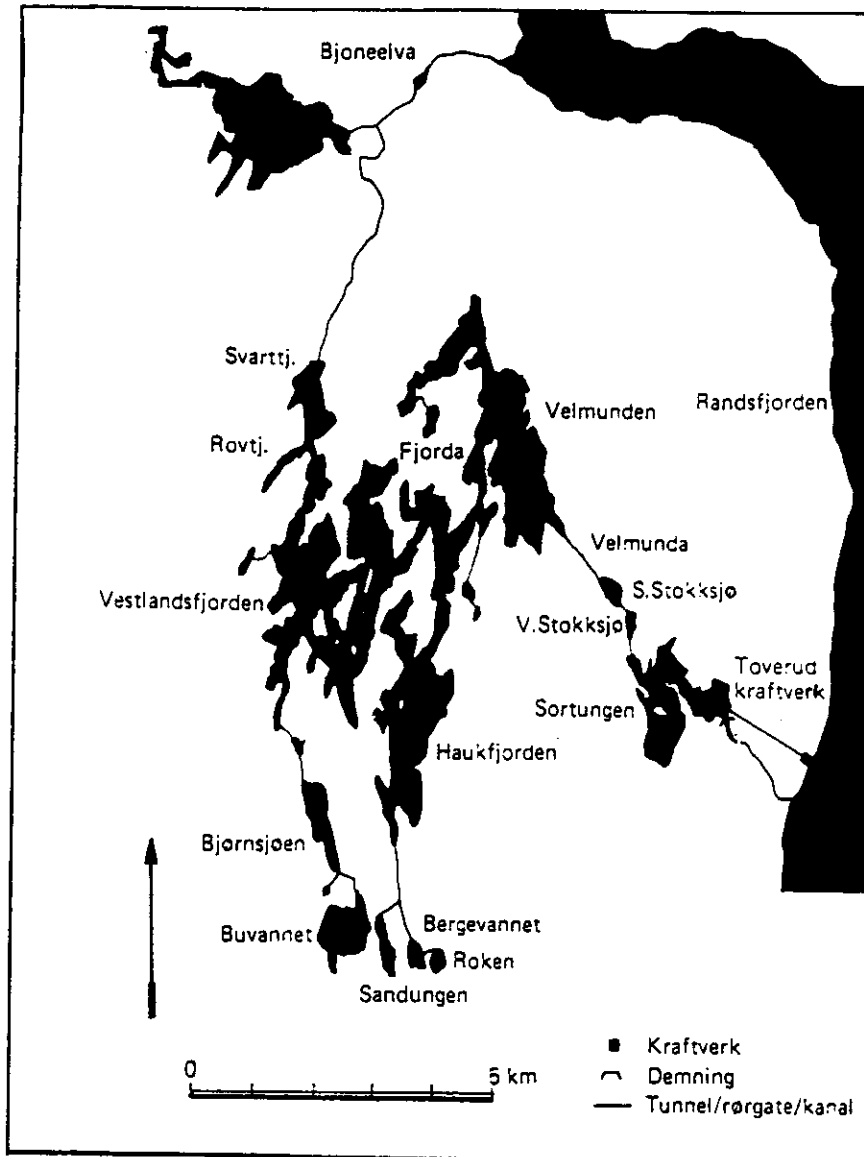 Bjoneelva
Svarttj.
Velmunden
Randsfjorden
Rovtj.
Fjorda
Velmunda
S.Stokksjø
Vestlandsfjorden
V.Stokksjø
Toverud
kraftverk
Sortungen
Haukfjorden
Bjørnsjøen
Bergevannet
Buvannet
Roken
Sandungen
0
5 km
Kraftverk
Demning
Tunnel/rørgate/kanal